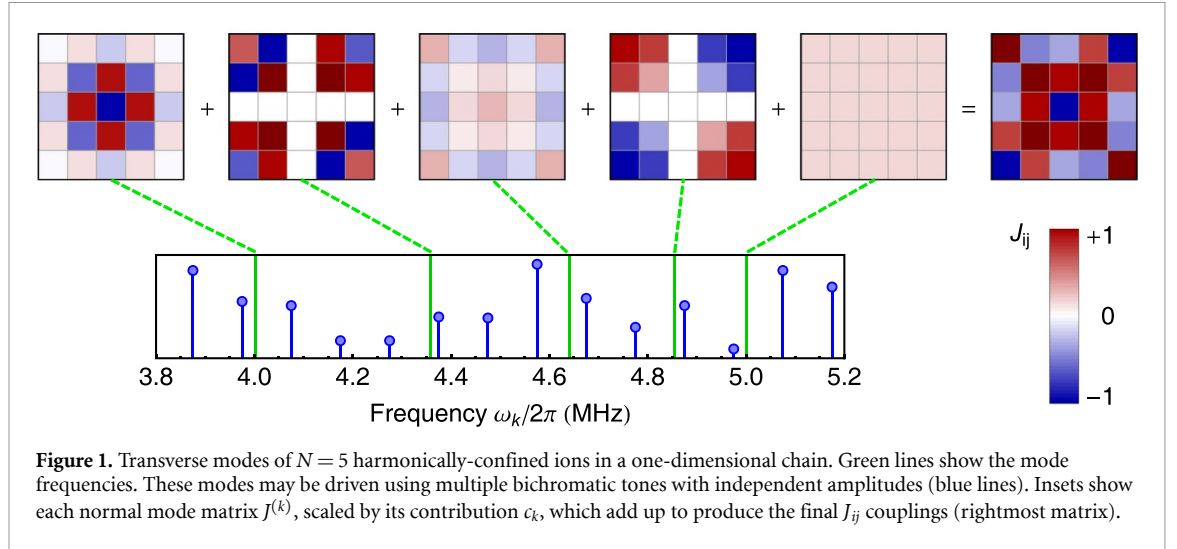 + + + + =
J_ij
+1
0
−1
3.8 4.0 4.2 4.4 4.6 4.8 5.0 5.2
Frequency ω_k/2π (MHz)
Figure 1. Transverse modes of N = 5 harmonically-confined ions in a one-dimensional chain. Green lines show the mode
frequencies. These modes may be driven using multiple bichromatic tones with independent amplitudes (blue lines). Insets show
each normal mode matrix J^(k), scaled by its contribution c_k, which add up to produce the final J_ij couplings (rightmost matrix).